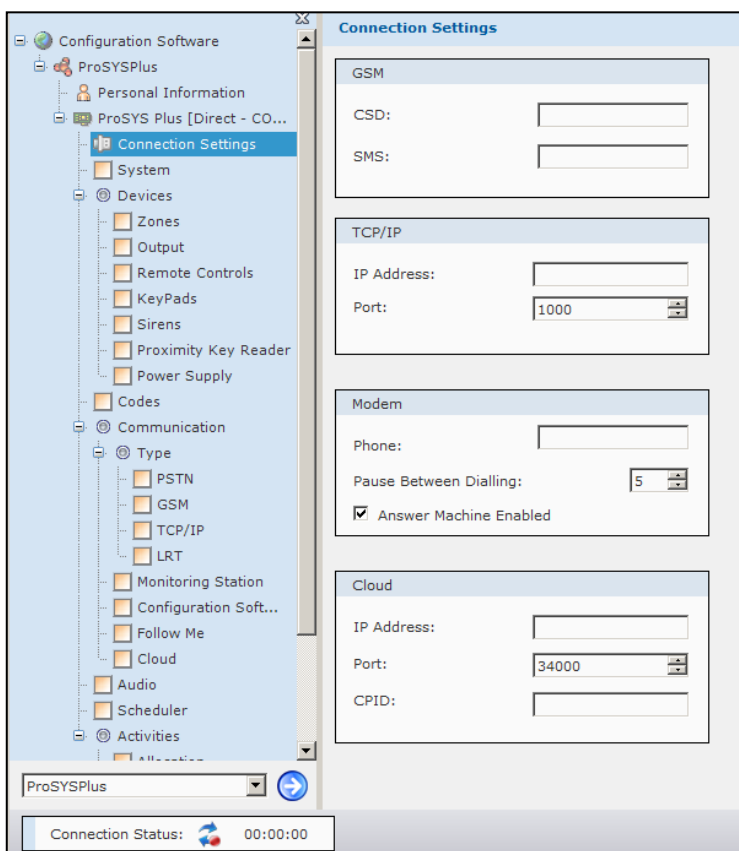 Configuration Software
ProSYSPlus
Personal Information
ProSYS Plus [Direct - CO...
Connection Settings
System
Devices
Zones
Output
Remote Controls
KeyPads
Sirens
Proximity Key Reader
Power Supply
Codes
Communication
Type
PSTN
GSM
TCP/IP
LRT
Monitoring Station
Configuration Soft...
Follow Me
Cloud
Audio
Scheduler
Activities
Allocation
ProSYSPlus
Connection Status: 00:00:00
Connection Settings
GSM
CSD:
SMS:
TCP/IP
IP Address:
Port: 1000
Modem
Phone:
Pause Between Dialling: 5
Answer Machine Enabled
Cloud
IP Address:
Port: 34000
CPID: